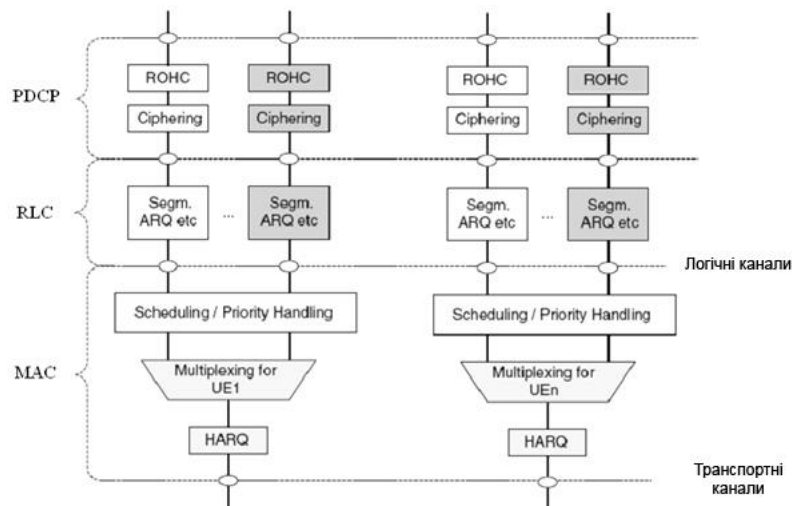 ROHC ROHC ROHC ROHC
PDCP
Ciphering Ciphering Ciphering Ciphering
Segm. Segm. Segm. Segm.
RLC ARQ etc ... ARQ etc ARQ etc ... ARQ etc
Логічні канали
Scheduling / Priority Handling Scheduling / Priority Handling
MAC
Multiplexing for Multiplexing for
UE1 UEn
HARQ HARQ
Транспортні
канали